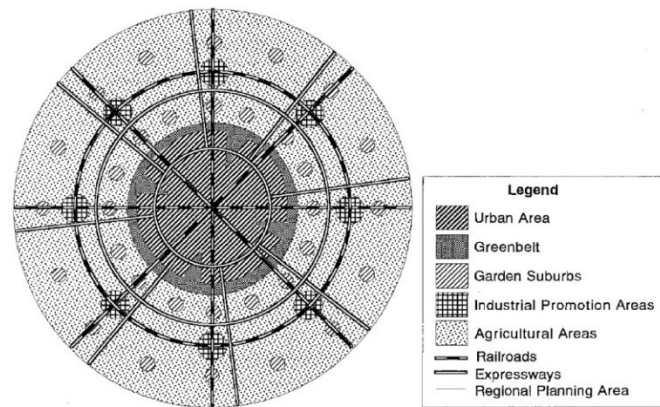 Legend
Urban Area
Greenbelt
Garden Suburbs
Industrial Promotion Areas
Agricultural Areas
Railroads
Expressways
Regional Planning Area